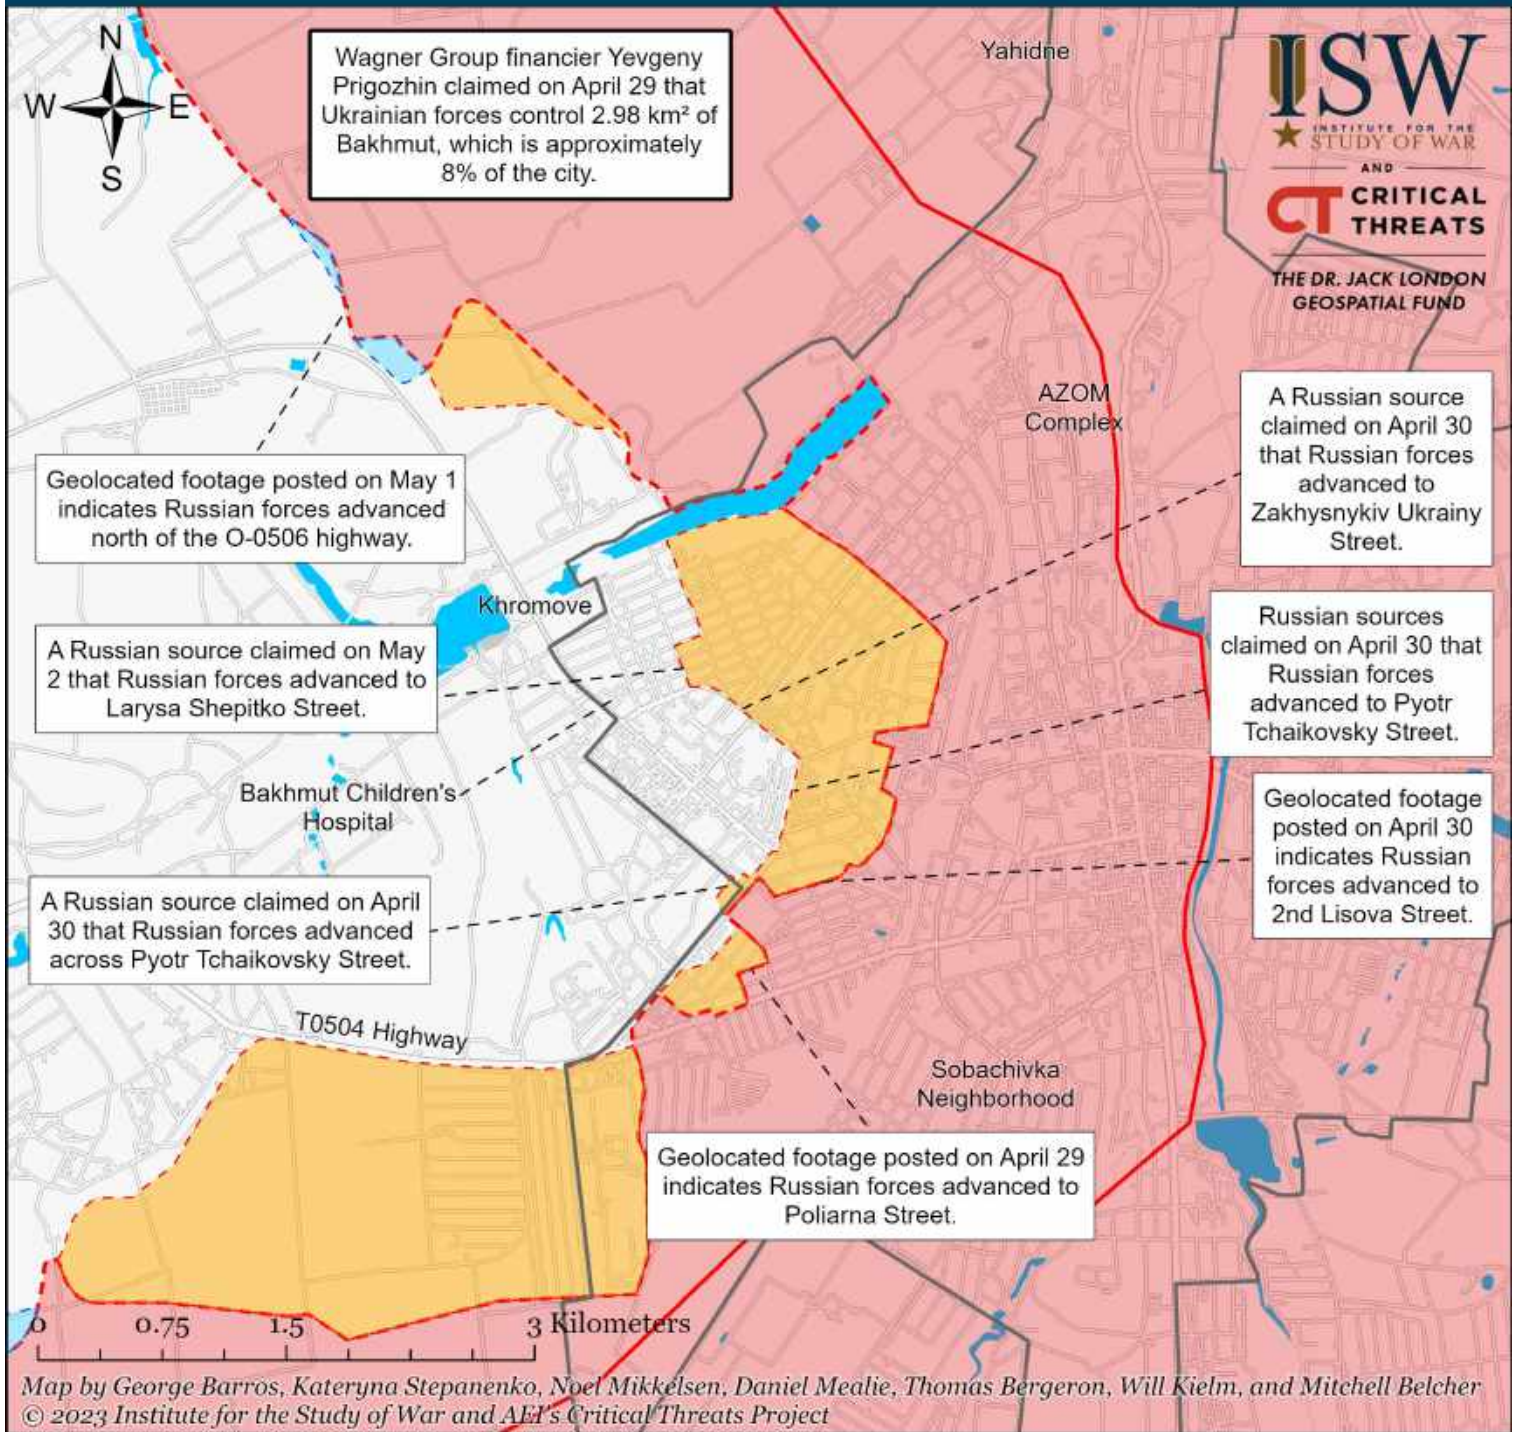 N
W
E
S
Wagner Group financier Yevgeny
Prigozhin claimed on April 29 that
Ukrainian forces control 2.98 km² of
Bakhmut, which is approximately
8% of the city.
Yahidne
ISW
INSTITUTE FOR THE
STUDY OF WAR
AND
CT CRITICAL
THREATS
THE DR. JACK LONDON
GEOSPATIAL FUND
AZOM
Complex
A Russian source
claimed on April 30
that Russian forces
advanced to
Zakhysnykiv Ukrainy
Street.
Geolocated footage posted on May 1
indicates Russian forces advanced
north of the O-0506 highway.
Khromove
Russian sources
claimed on April 30 that
Russian forces
advanced to Pyotr
Tchaikovsky Street.
A Russian source claimed on May
2 that Russian forces advanced to
Larysa Shepitko Street.
Bakhmut Children's
Hospital
Geolocated footage
posted on April 30
indicates Russian
forces advanced to
2nd Lisova Street.
A Russian source claimed on April
30 that Russian forces advanced
across Pyotr Tchaikovsky Street.
T0504 Highway
Sobachivka
Neighborhood
Geolocated footage posted on April 29
indicates Russian forces advanced to
Poliarna Street.
0 0.75 1.5 3 Kilometers
Map by George Barros, Kateryna Stepanenko, Noel Mikkelsen, Daniel Mealie, Thomas Bergeron, Will Kielm, and Mitchell Belcher
© 2023 Institute for the Study of War and AEI's Critical Threats Project